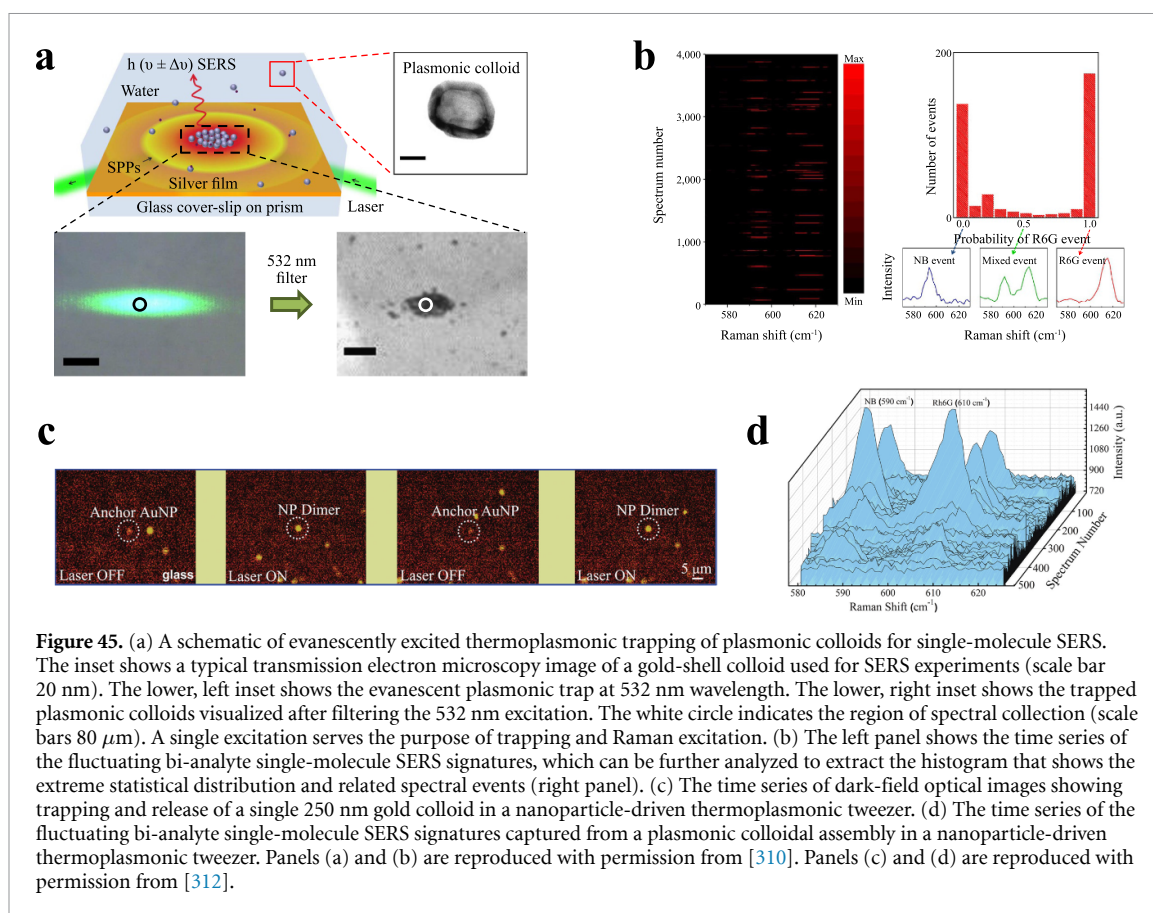 a
h (υ ± Δυ) SERS
Water
SPPs
Silver film
Glass cover-slip on prism
Laser
Plasmonic colloid
532 nm
filter
b
4,000
3,000
2,000
1,000
0
Spectrum number
580
600
620
Raman shift (cm-1)
Max
Min
200
0
Number of events
0.0
0.5
1.0
Probability of R6G event
Intensity
NB event
Mixed event
R6G event
580 600 620
580 600 620
580 600 620
Raman shift (cm-1)
c
Anchor AuNP
Laser OFF
glass
NP Dimer
Laser ON
Anchor AuNP
Laser OFF
NP Dimer
Laser ON
5 μm
d
NB (590 cm-1)
Rh6G (610 cm-1)
1440
1260
1080
900
720
Intensity (a.u.)
100
200
300
400
500
Spectrum Number
580
590
600
610
620
Raman Shift (cm-1)
Figure 45. (a) A schematic of evanescently excited thermoplasmonic trapping of plasmonic colloids for single-molecule SERS.
The inset shows a typical transmission electron microscopy image of a gold-shell colloid used for SERS experiments (scale bar
20 nm). The lower, left inset shows the evanescent plasmonic trap at 532 nm wavelength. The lower, right inset shows the trapped
plasmonic colloids visualized after filtering the 532 nm excitation. The white circle indicates the region of spectral collection (scale
bars 80 μm). A single excitation serves the purpose of trapping and Raman excitation. (b) The left panel shows the time series of
the fluctuating bi-analyte single-molecule SERS signatures, which can be further analyzed to extract the histogram that shows the
extreme statistical distribution and related spectral events (right panel). (c) The time series of dark-field optical images showing
trapping and release of a single 250 nm gold colloid in a nanoparticle-driven thermoplasmonic tweezer. (d) The time series of the
fluctuating bi-analyte single-molecule SERS signatures captured from a plasmonic colloidal assembly in a nanoparticle-driven
thermoplasmonic tweezer. Panels (a) and (b) are reproduced with permission from [310]. Panels (c) and (d) are reproduced with
permission from [312].